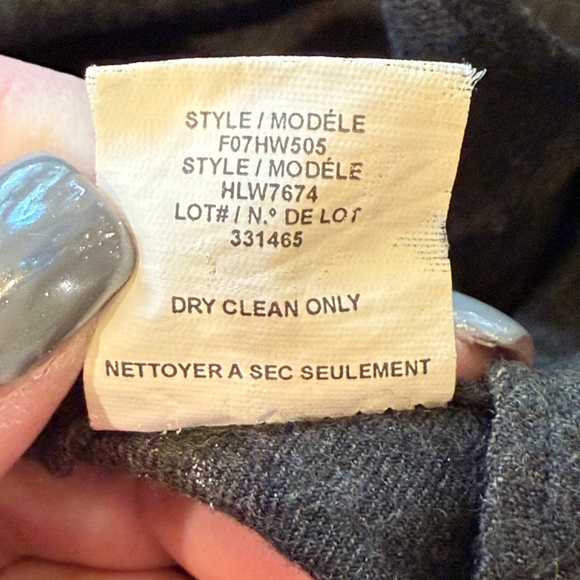 STYLE / MODÉLE
F07HW505
STYLE / MODÉLE
HLW7674
LOT# / N.º DE LOT
331465
DRY CLEAN ONLY
NETTOYER A SEC SEULEMENT